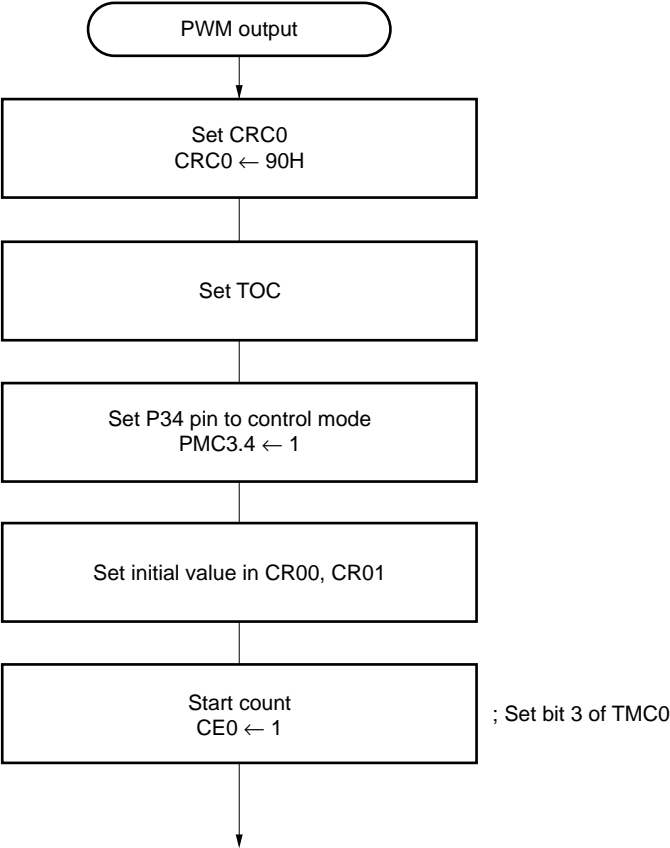 PWM output
Set CRC0
CRC0 ← 90H
Set TOC
Set P34 pin to control mode
PMC3.4 ← 1
Set initial value in CR00, CR01
Start count
CE0 ← 1
; Set bit 3 of TMC0